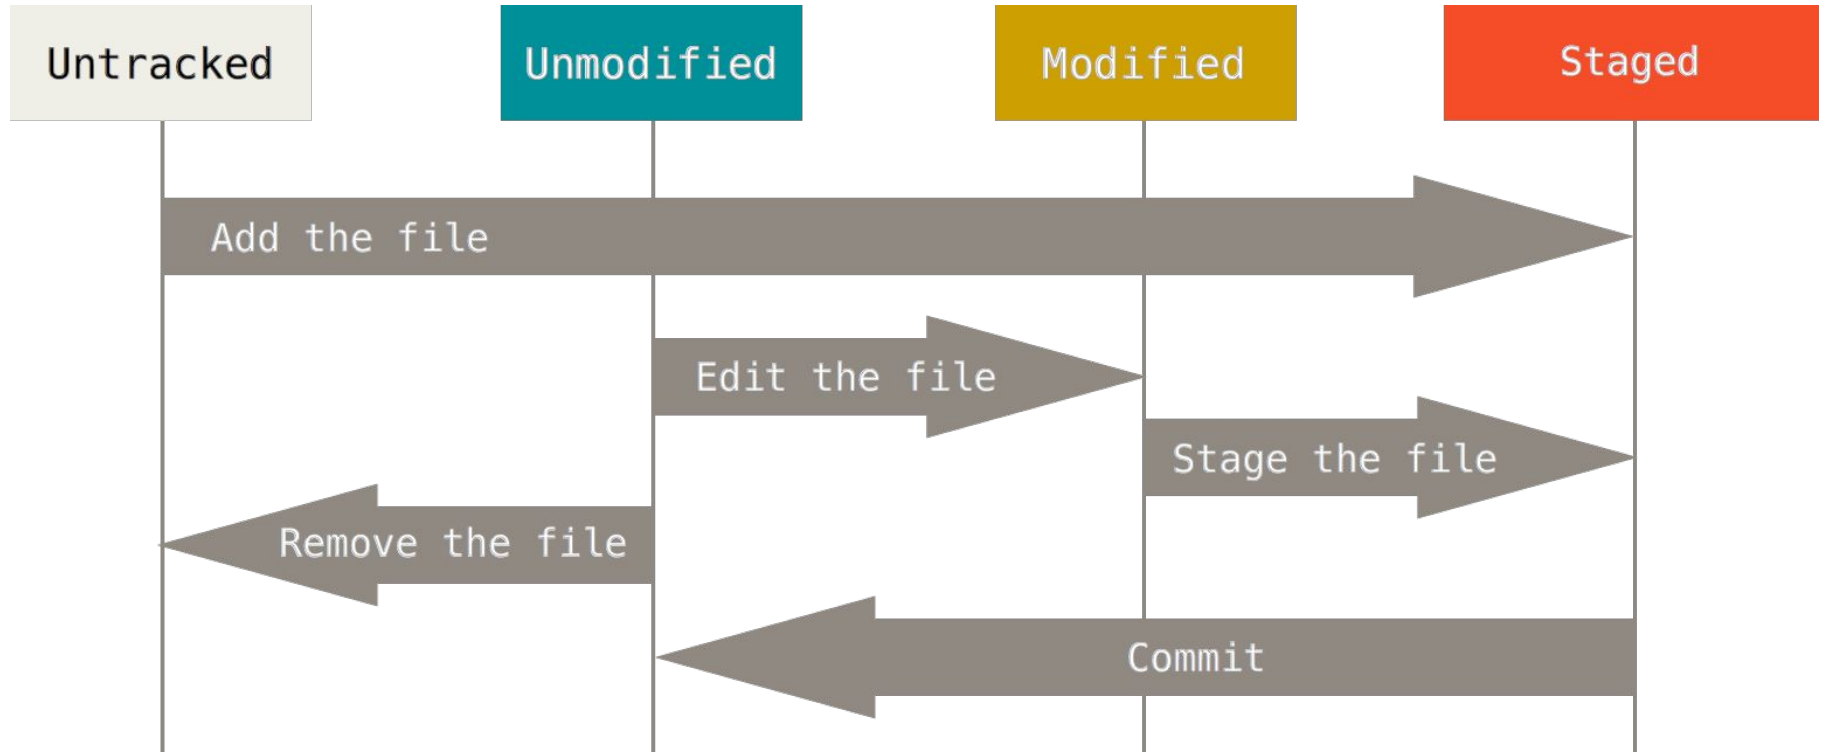 Untracked
Unmodified
Modified
Staged
Add the file
Edit the file
Stage the file
Remove the file
Commit